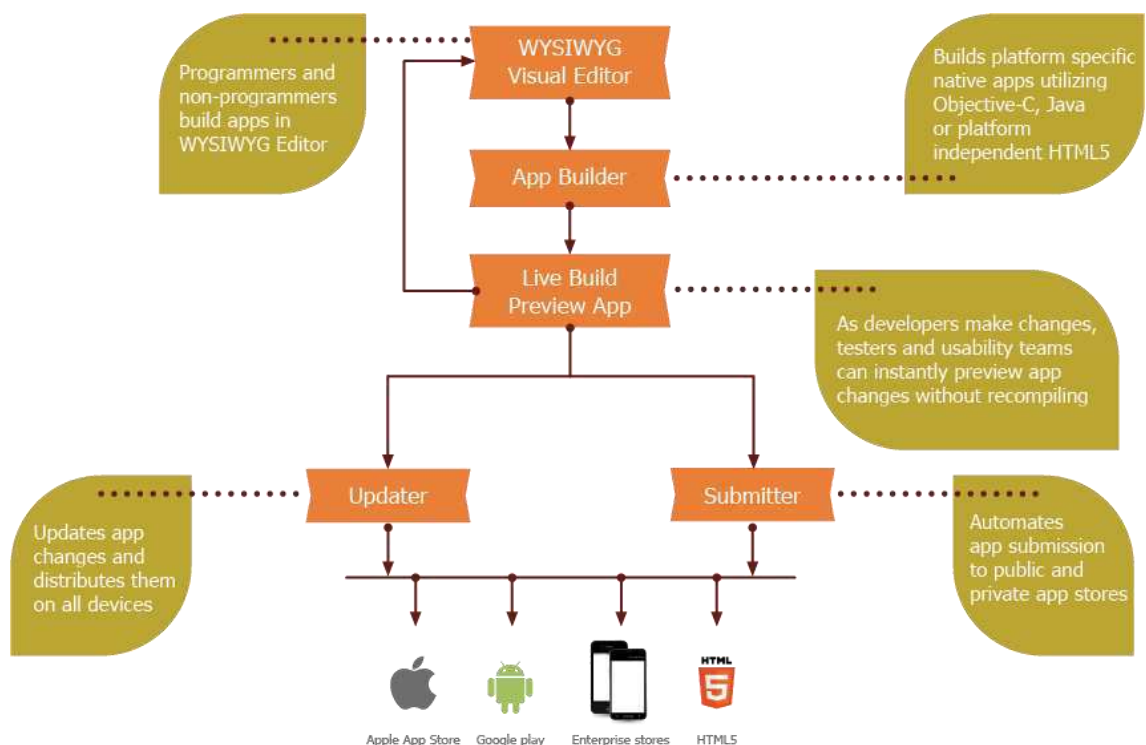 WYSIWYG
Visual Editor
Programmers and
non-programmers
build apps in
WYSIWYG Editor
Builds platform specific
native apps utilizing
Objective-C, Java
or platform
independent HTML5
App Builder
Live Build
Preview App
As developers make changes,
testers and usability teams
can instantly preview app
changes without recompiling
Updater
Submitter
Updates app
changes and
distributes them
on all devices
Automates
app submission
to public and
private app stores
HTML
5
Apple App Store
Google play
Enterprise stores
HTML5